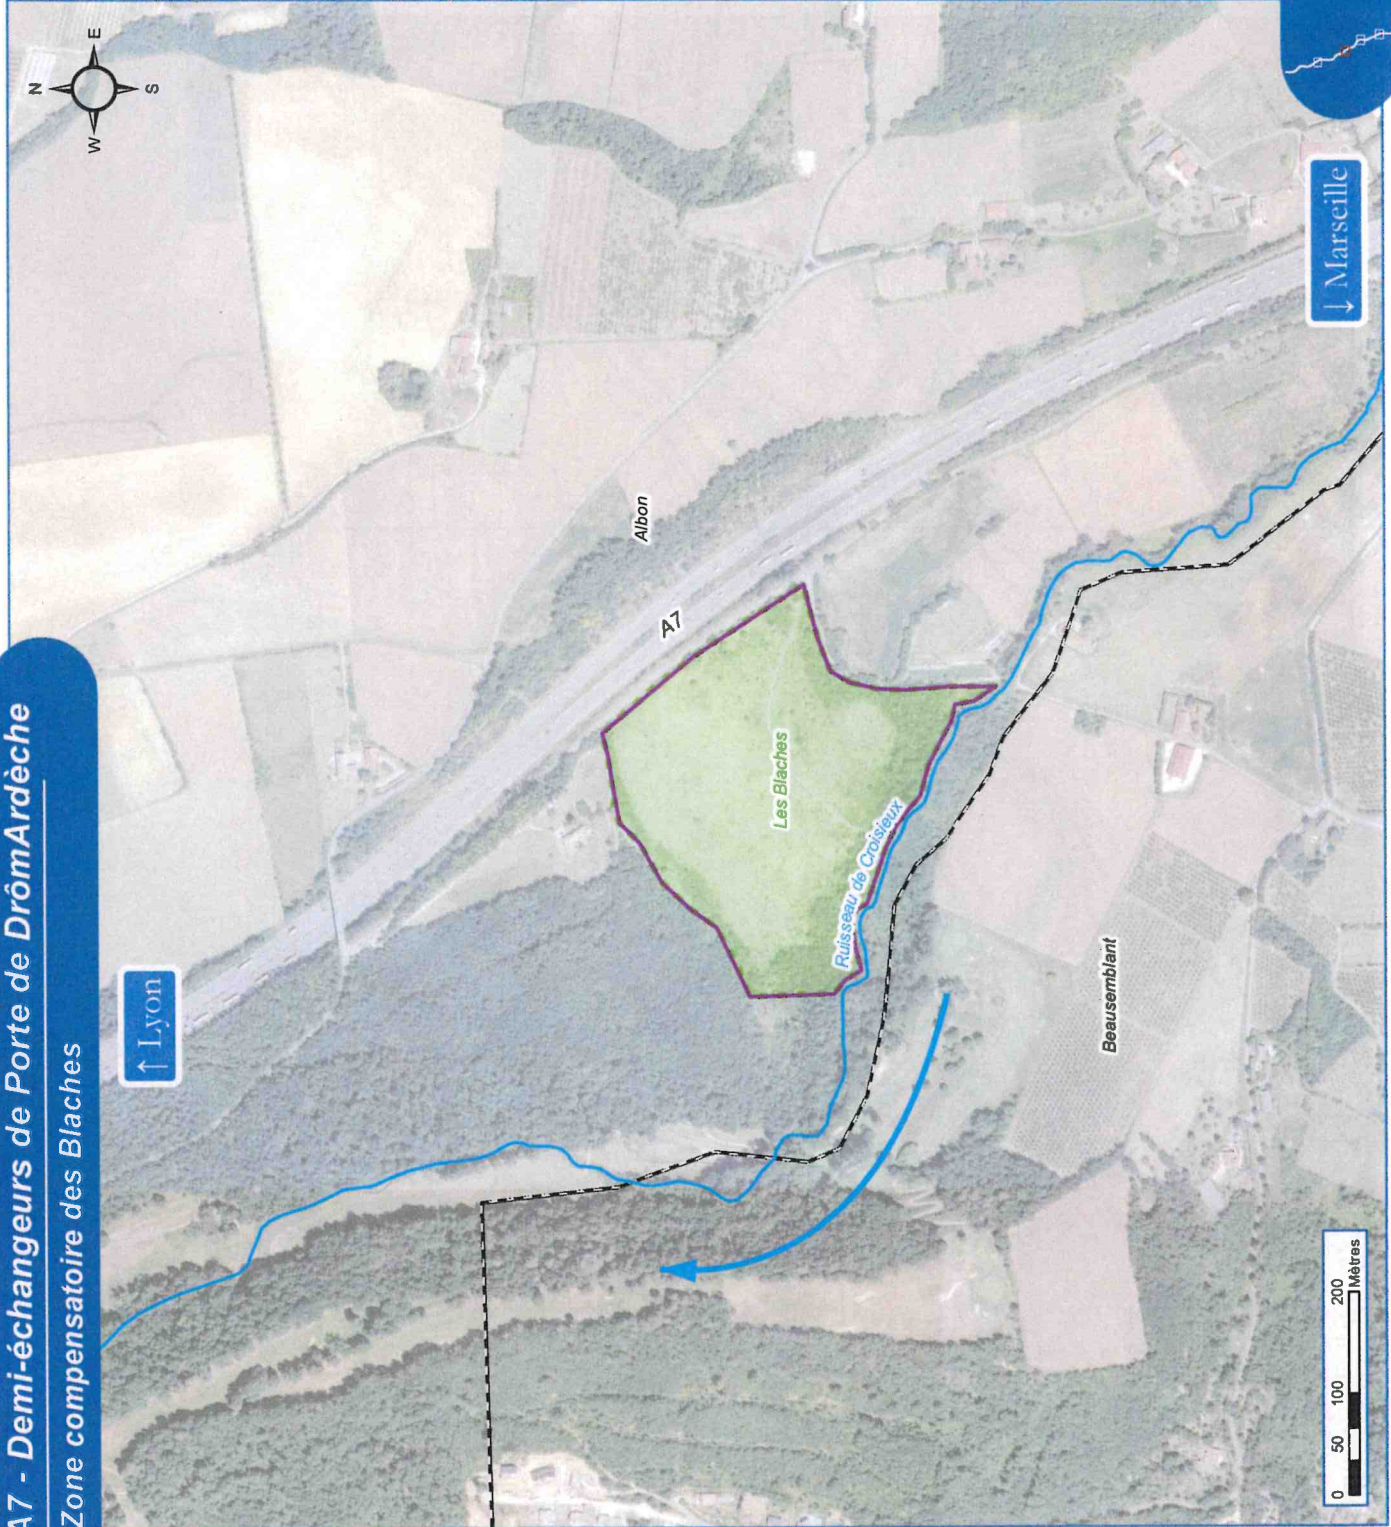 A7 - Demi-échangeurs de Porte de DrômArdèche
Zone compensatoire des Blaches
N
W
E
S
↑ Lyon
Albon
A7
Les Blaches
Ruisseau de Croisieux
Beausemblant
↓ Marseille
0 50 100 200
Mètres